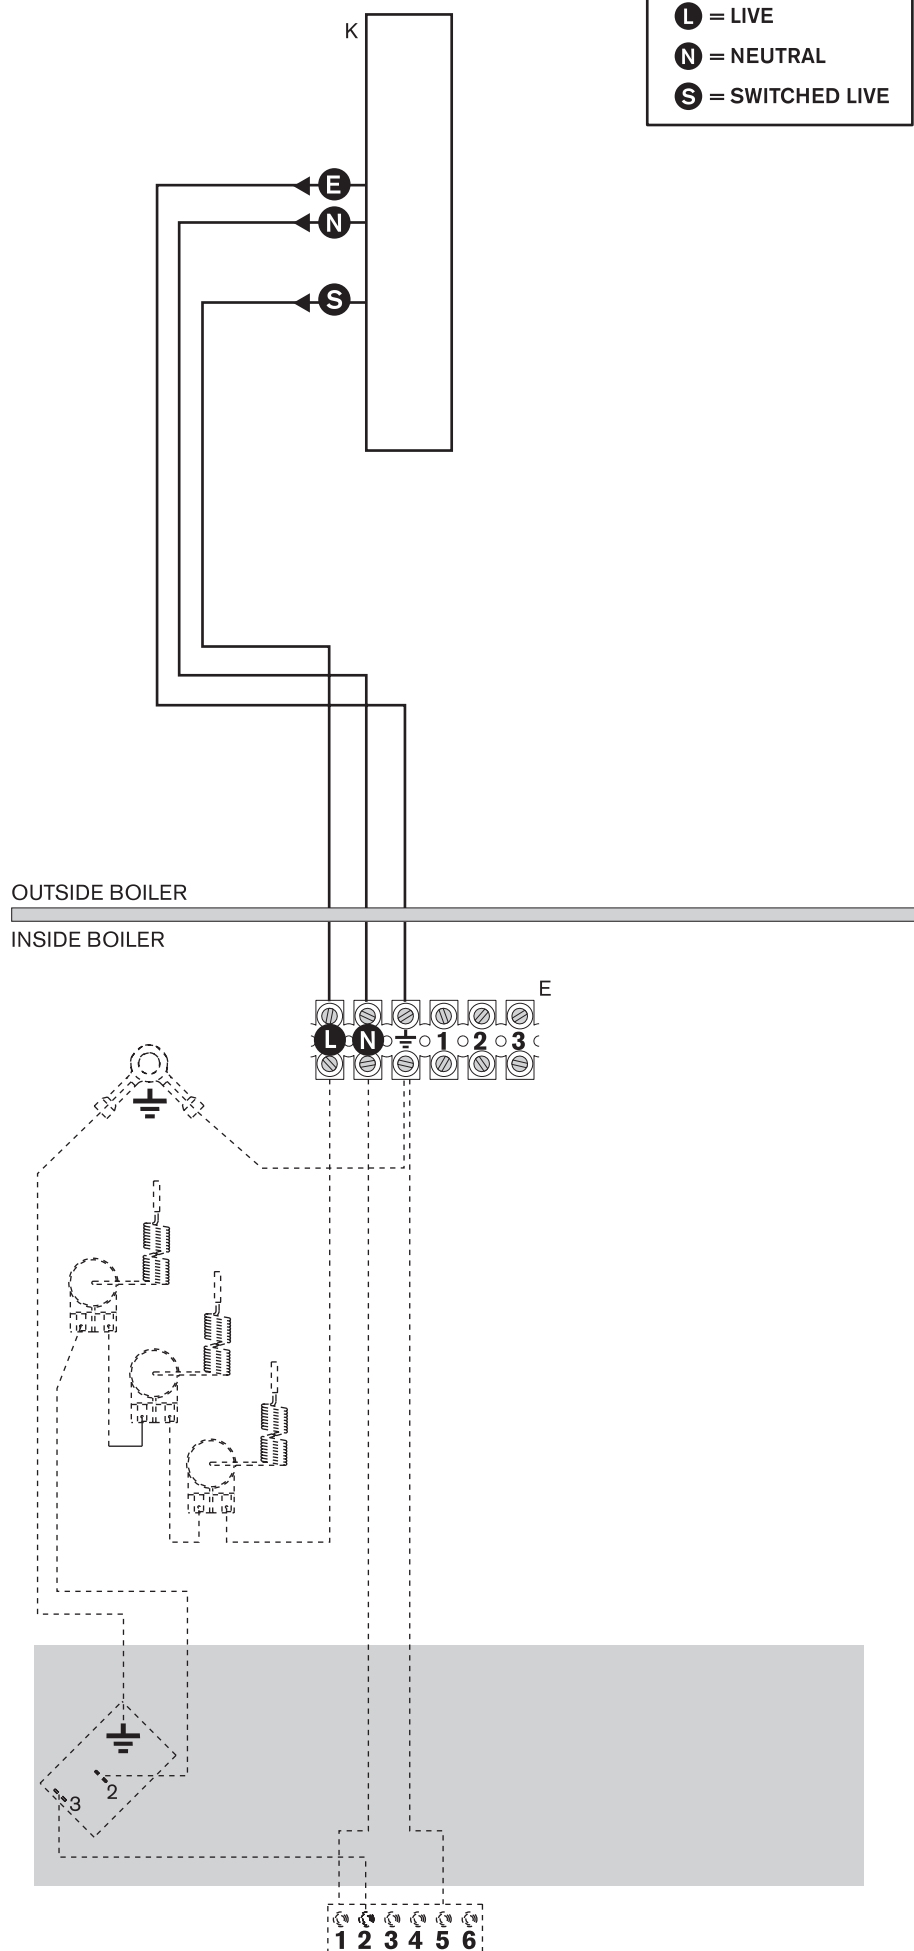 K
L = LIVE
N = NEUTRAL
S = SWITCHED LIVE
E
N
S
OUTSIDE BOILER
INSIDE BOILER
E
L N 1 2 3
2
3
1 2 3 4 5 6